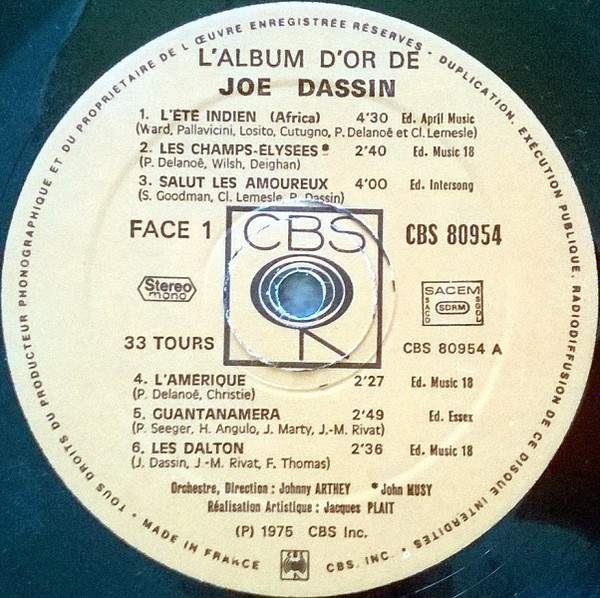 TOUS DROITS DU PRODUCTEUR PHONOGRAPHIQUE ET DU PROPRIÉTAIRE DE L'ŒUVRE ENREGISTRÉE RÉSERVÉS - DUPLICATION, EXÉCUTION PUBLIQUE, RADIODIFFUSION DE CE DISQUE INTERDITES
L'ALBUM D'OR DE
JOE DASSIN
1. L'ÉTÉ INDIEN (Africa) 4'30 Ed. April Music
(Ward, Pallavicini, Losito, Cutugno, P. Delanoë et Cl. Lemesle)
2. LES CHAMPS-ELYSEES* 2'40 Ed. Music 18
(P. Delanoë, Wilsh, Deighan)
3. SALUT LES AMOUREUX 4'00 Ed. Intersong
(S. Goodman, Cl. Lemesle, P. Dassin)
FACE 1 CBS CBS 80954
Stereo
mono
SACEM
SACD SDRM SGDL
33 TOURS CBS 80954 A
4. L'AMÉRIQUE 2'27 Ed. Music 18
(P. Delanoë, Christie)
5. GUANTANAMERA 2'49 Ed. Essex
(P. Seeger, H. Angulo, J. Marty, J.-M. Rivat)
6. LES DALTON 2'36 Ed. Music 18
(J. Dassin, J.-M. Rivat, F. Thomas)
Orchestre, Direction : Johnny ARTHEY *John MUSY
Réalisation Artistique : Jacques PLAIT
(P) 1975 CBS Inc.
MADE IN FRANCE CBS CBS. INC.